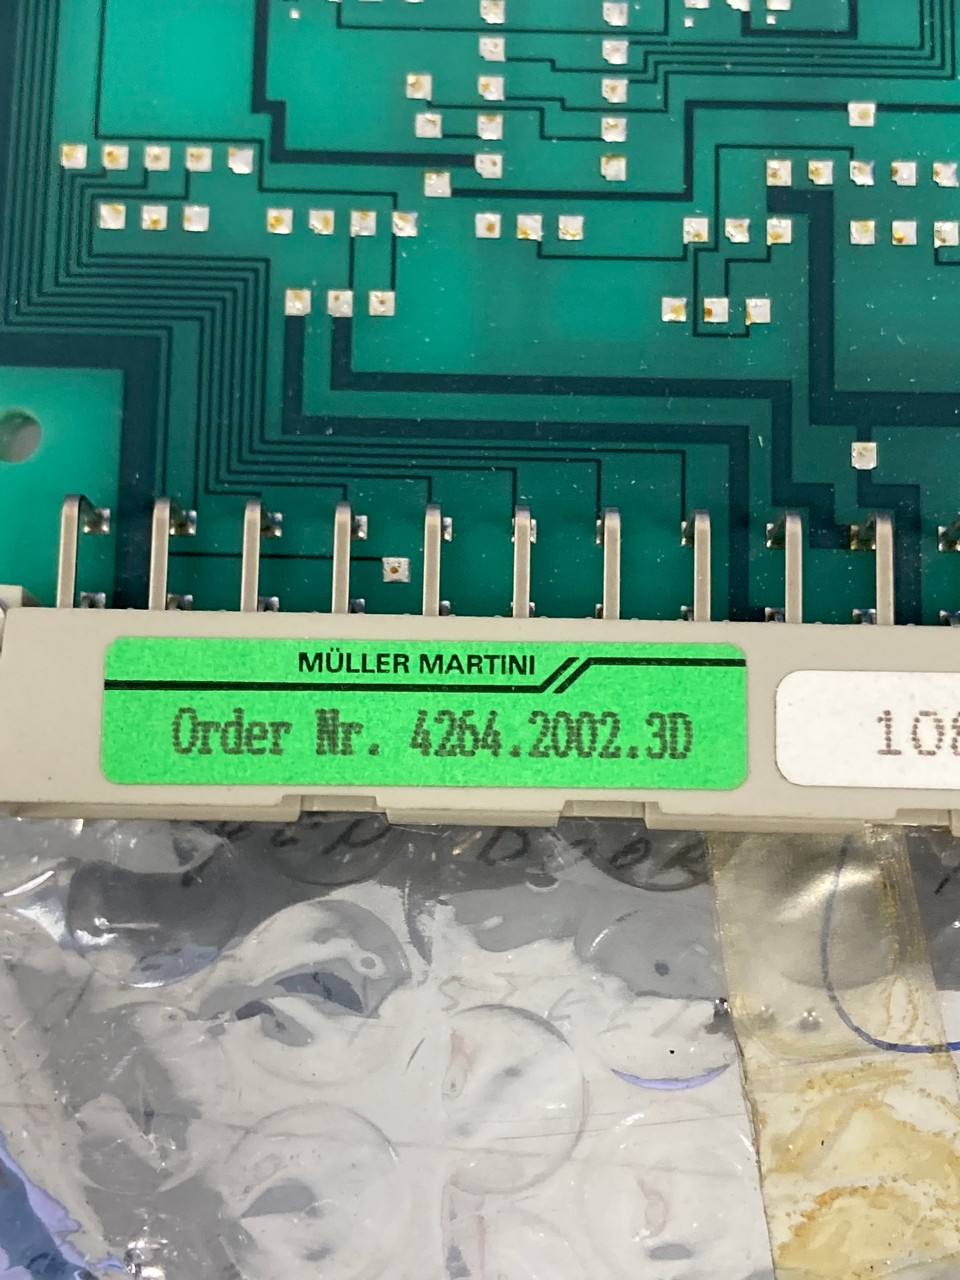 MÜLLER MARTINI
Order Nr. 4264.2002.3D